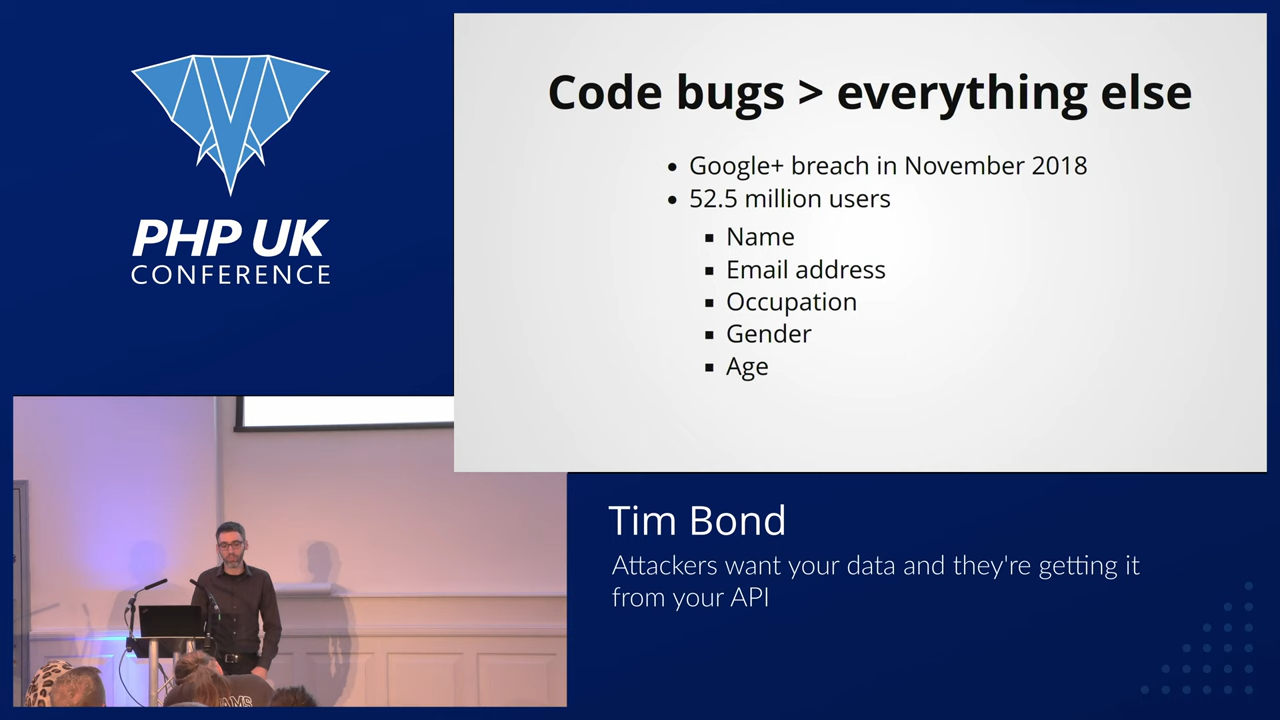 PHP UK
CONFERENCE
Code bugs > everything else
Google+ breach in November 2018
52.5 million users
Name
Email address
Occupation
Gender
Age
Tim Bond
Attackers want your data and they're getting it
from your API